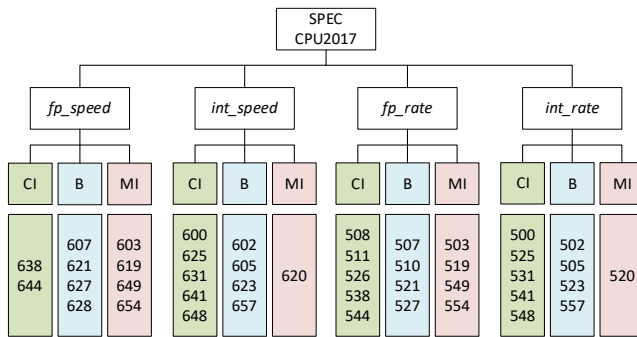 SPEC
CPU2017
fp_speed
int_speed
fp_rate
int_rate
CI
B
MI
CI
B
MI
CI
B
MI
CI
B
MI
638
644
607
621
627
628
603
619
649
654
600
625
631
641
648
602
605
623
657
620
508
511
526
538
544
507
510
521
527
503
519
549
554
500
525
531
541
548
502
505
523
557
520